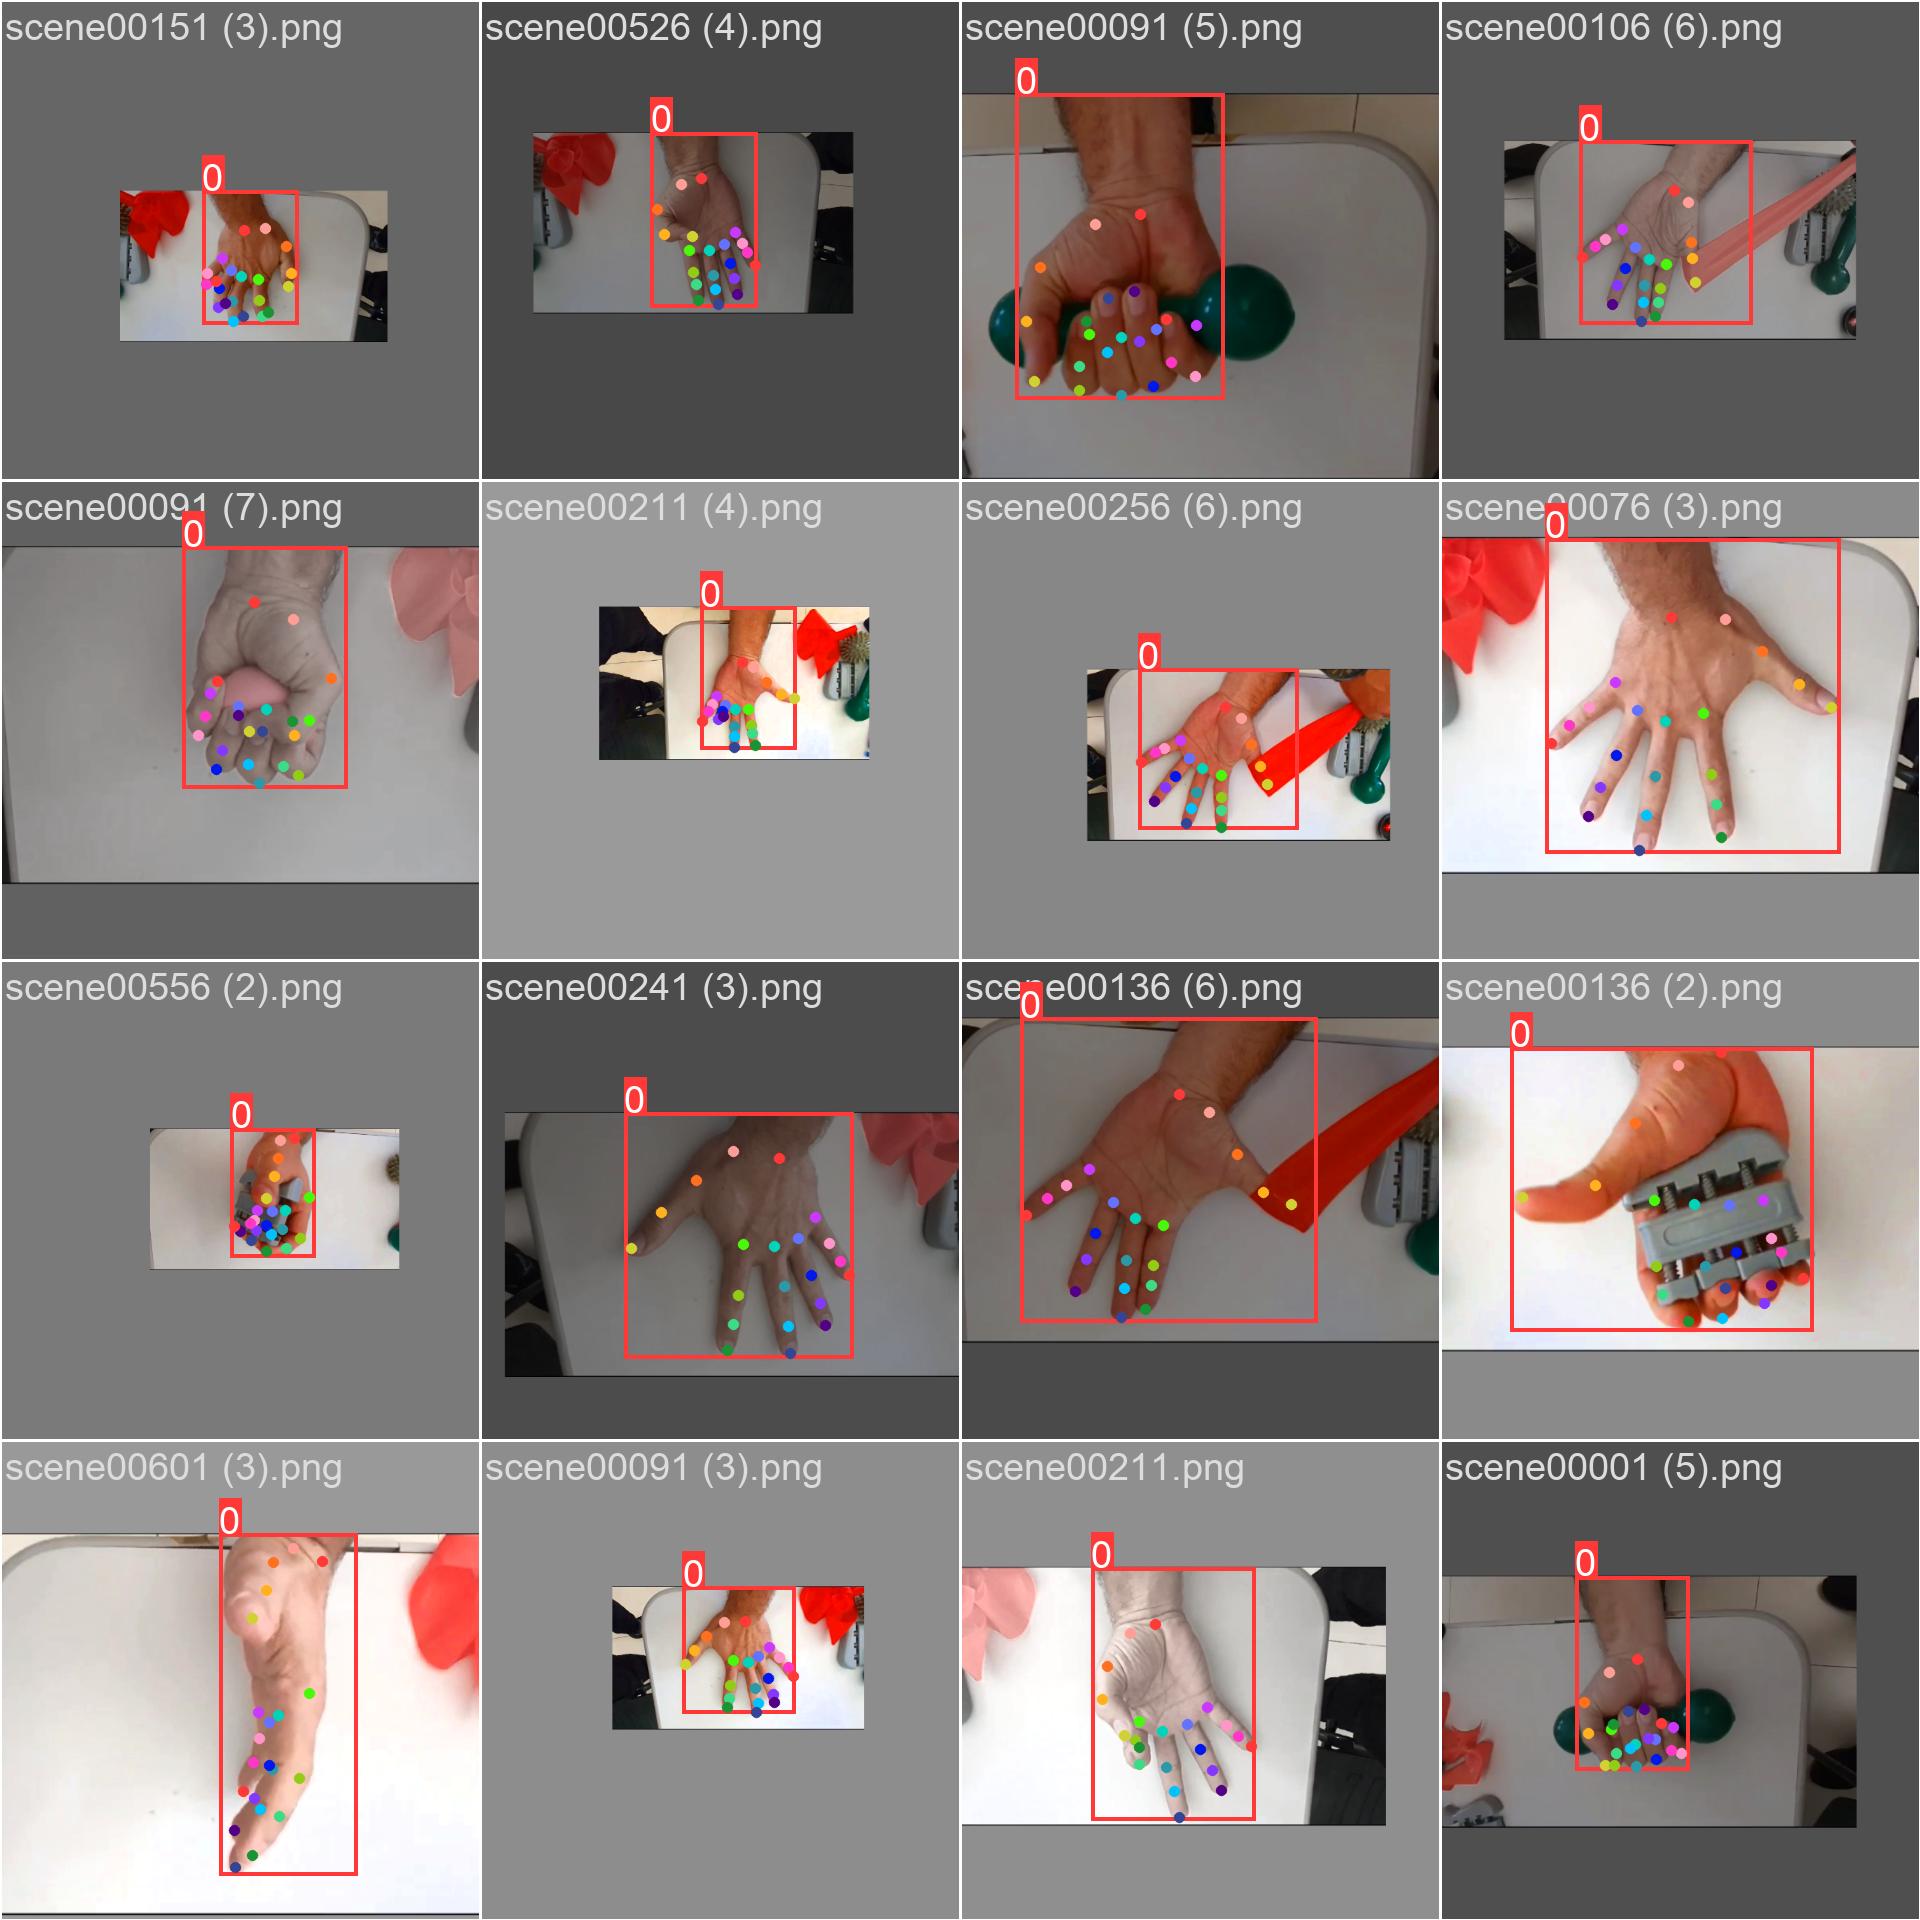 scene00151 (3).png
scene00526 (4).png
scene00091 (5).png
scene00106 (6).png
0
0
0
0
scene00091 (7).png
scene00211 (4).png
scene00256 (6).png
scene00076 (3).png
0
0
0
0
scene00556 (2).png
scene00241 (3).png
scene00136 (6).png
scene00136 (2).png
0
0
0
0
scene00601 (3).png
scene00091 (3).png
scene00211.png
scene00001 (5).png
0
0
0
0